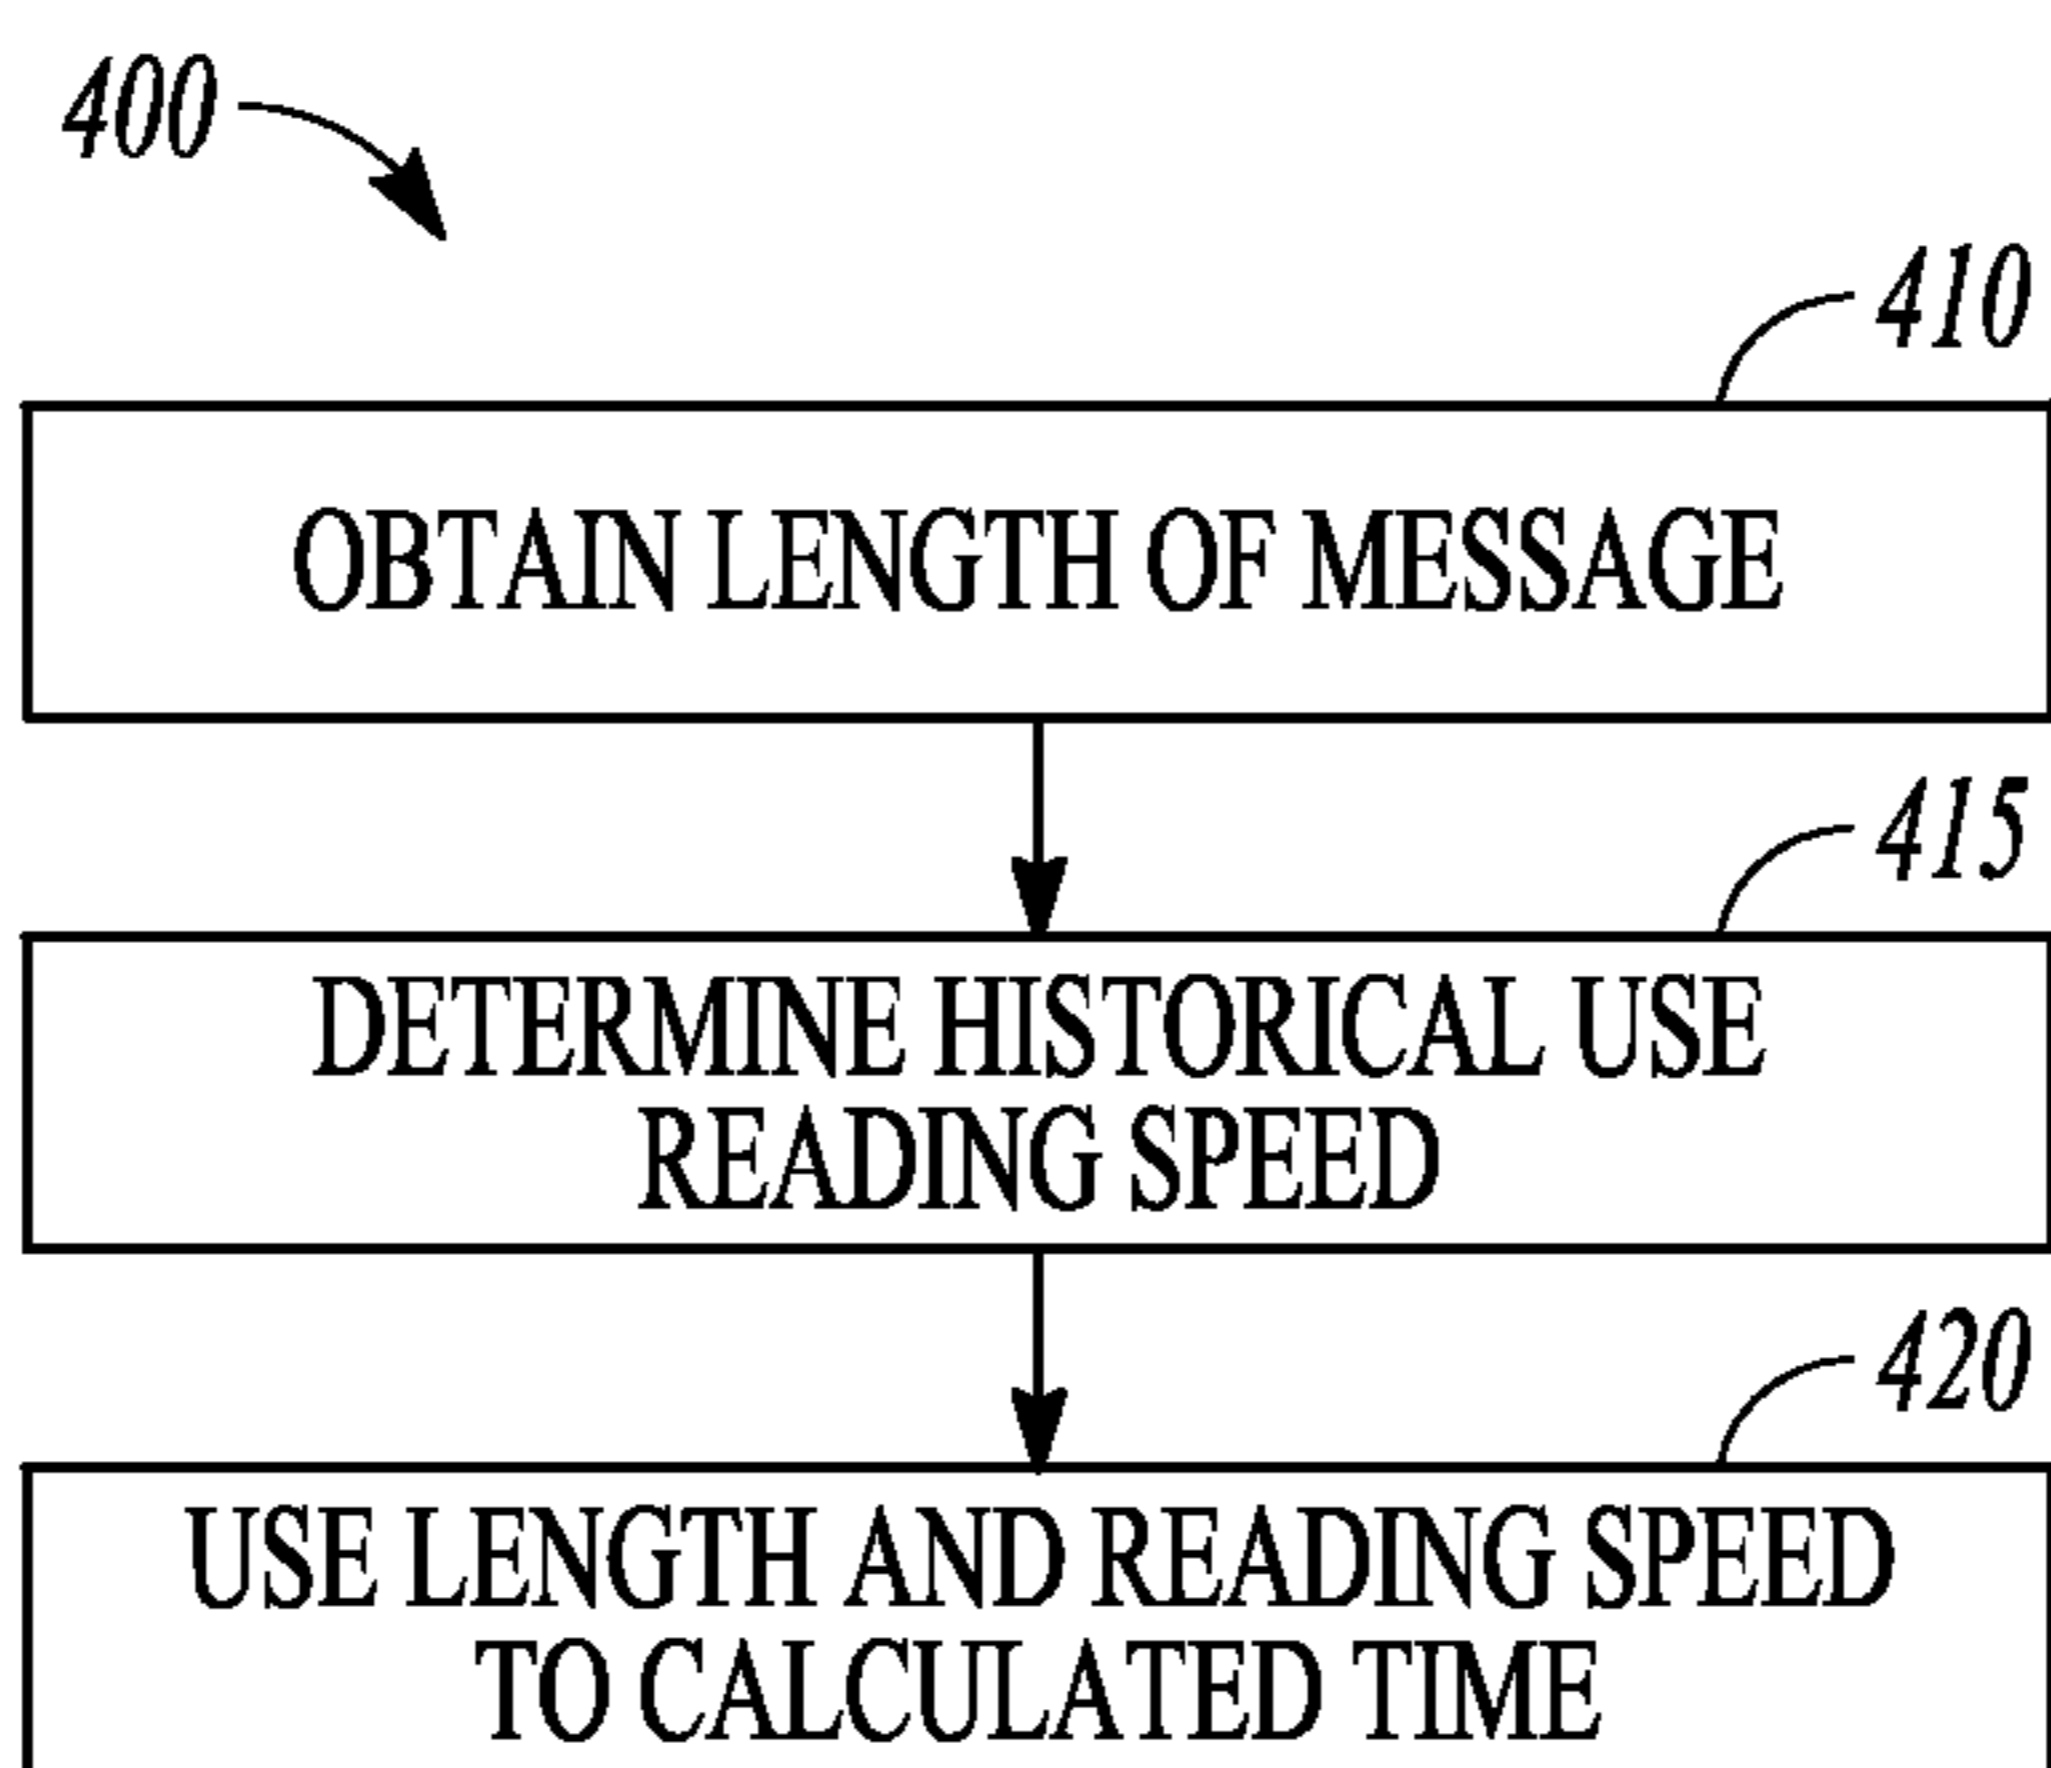 400
410
OBTAIN LENGTH OF MESSAGE
415
DETERMINE HISTORICAL USE
READING SPEED
420
USE LENGTH AND READING SPEED
TO CALCULATED TIME